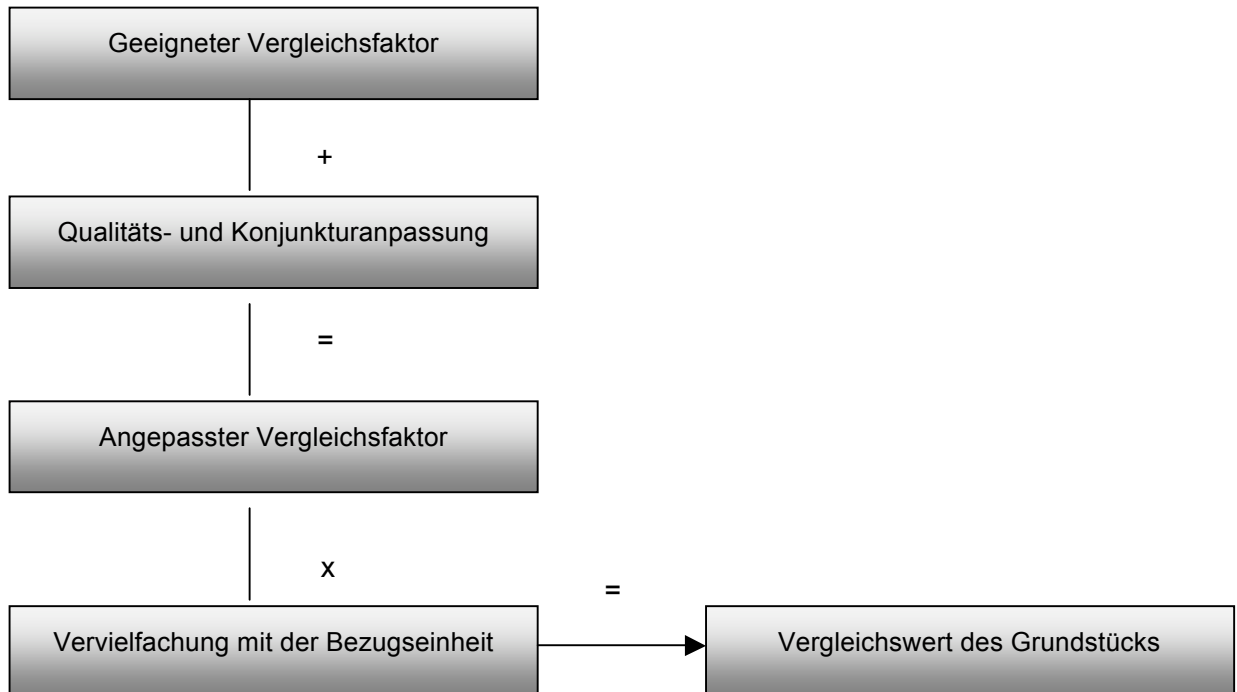 Geeigneter Vergleichsfaktor
+
Qualitäts- und Konjunkturanpassung
=
Angepasster Vergleichsfaktor
x
=
Vervielfachung mit der Bezugseinheit
Vergleichswert des Grundstücks